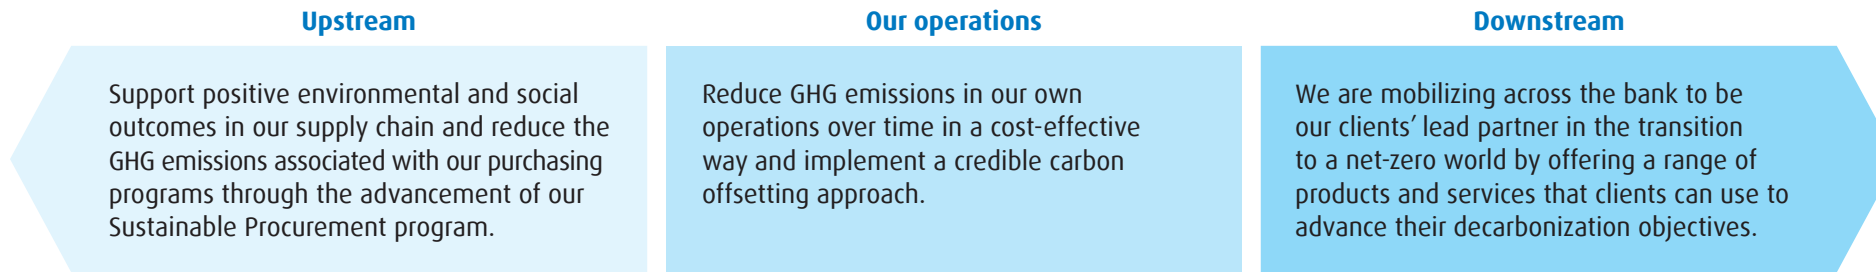 Upstream
Support positive environmental and social
outcomes in our supply chain and reduce the
GHG emissions associated with our purchasing
programs through the advancement of our
Sustainable Procurement program.
Our operations
Reduce GHG emissions in our own
operations over time in a cost-effective
way and implement a credible carbon
offsetting approach.
Downstream
We are mobilizing across the bank to be
our clients’ lead partner in the transition
to a net-zero world by offering a range of
products and services that clients can use to
advance their decarbonization objectives.